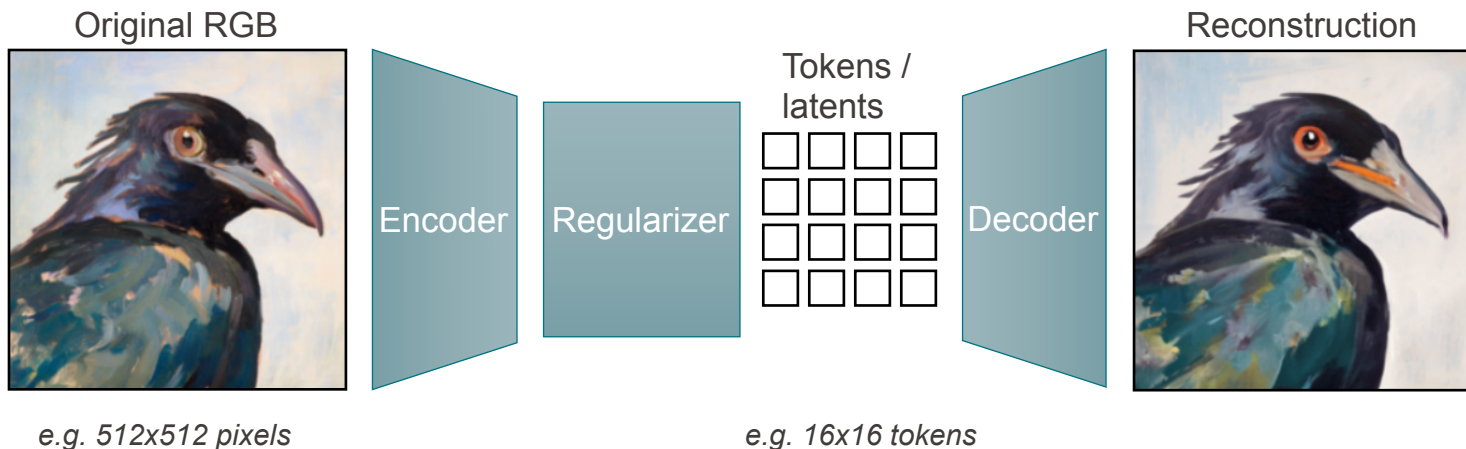 Original RGB
Reconstruction
Tokens /
latents
Encoder
Regularizer
Decoder
e.g. 512x512 pixels
e.g. 16x16 tokens